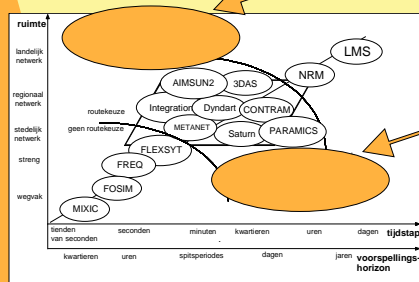 ruimte
landelijk
netwerk
LMS
NRM
AIMSUN2
3DAS
regionaal
netwerk
Integration
Dyndart
CONTRAM
routekeuze
geen routekeuze
METANET
Saturn
PARAMICS
stedelijk
netwerk
FLEXSYT
streng
FREQ
FOSIM
wegvak
MIXIC
tienden
van seconden
seconden
minuten
kwartieren
uren
dagen
tijdstap
kwartieren
uren
spitsperiodes
dagen
jaren
voorspellings-
horizon